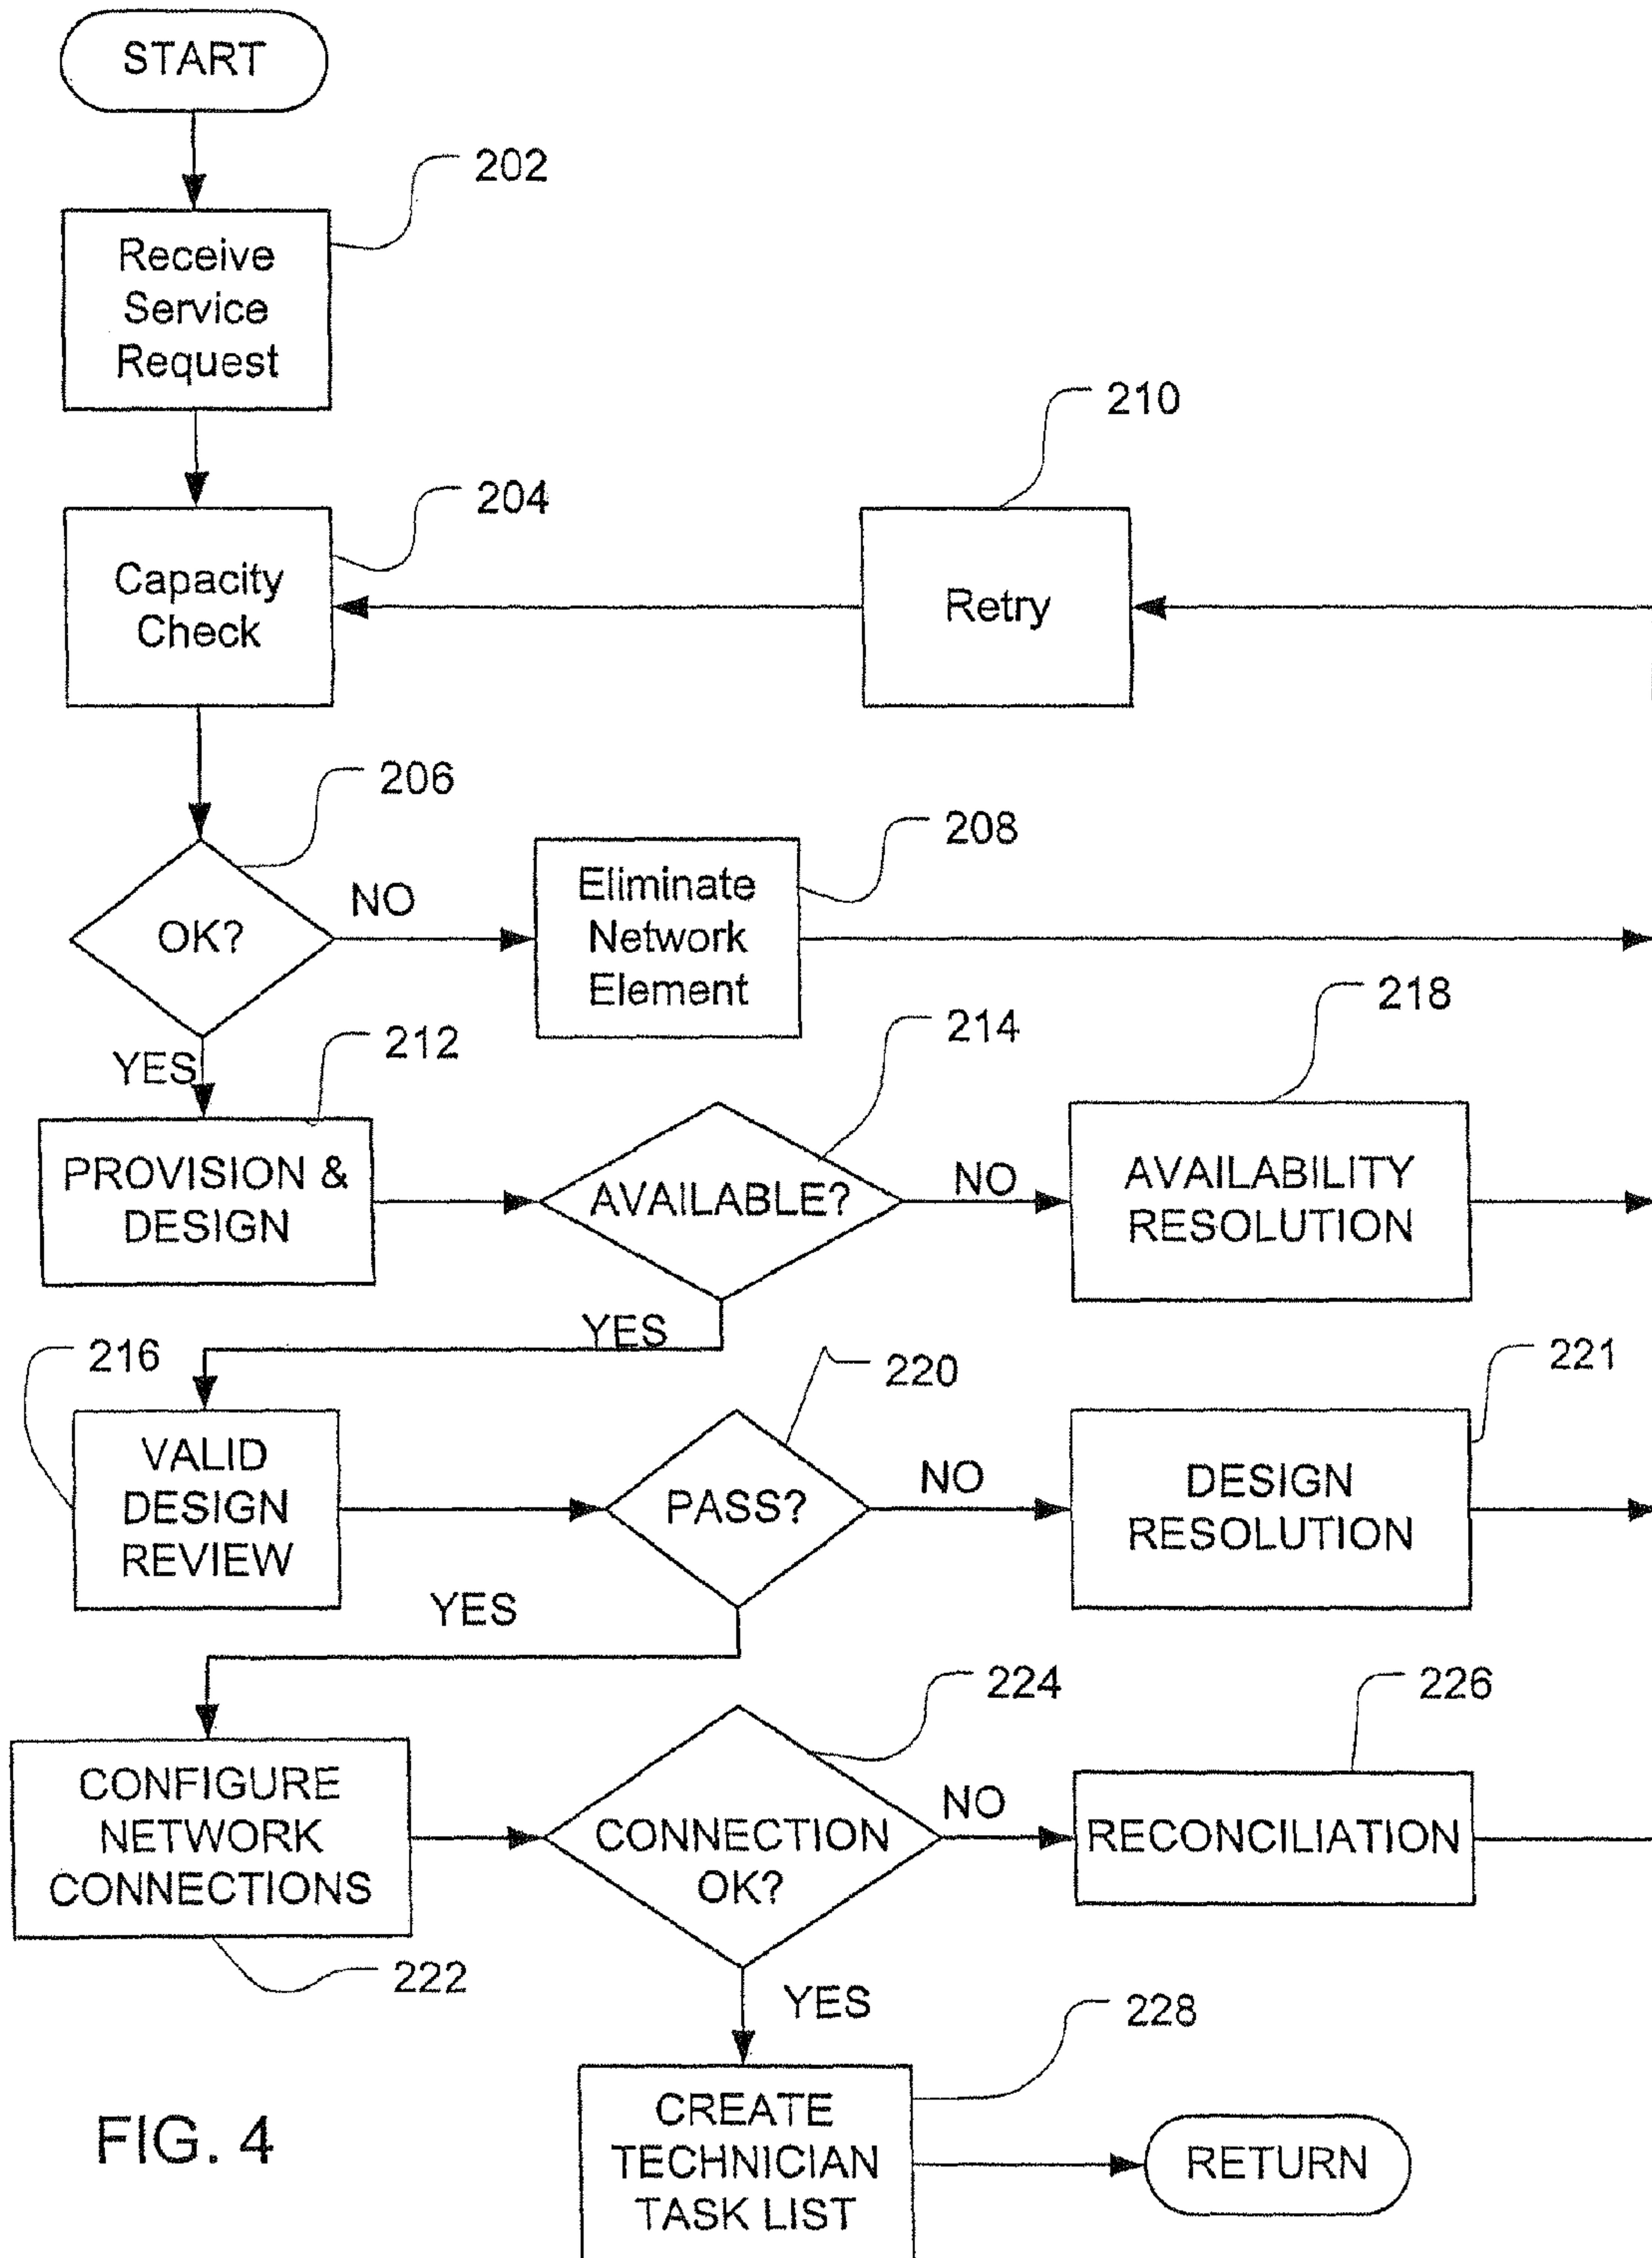 START
202
Receive
Service
Request
210
204
Capacity
Check
Retry
206
208
OK?
NO
Eliminate
Network
Element
218
214
212
YES
PROVISION &
DESIGN
AVAILABLE?
NO
AVAILABILITY
RESOLUTION
YES
216
220
221
VALID
DESIGN
REVIEW
PASS?
NO
DESIGN
RESOLUTION
YES
224
226
CONFIGURE
NETWORK
CONNECTIONS
CONNECTION
OK?
NO
RECONCILIATION
222
YES
228
CREATE
TECHNICIAN
TASK LIST
RETURN
FIG. 4